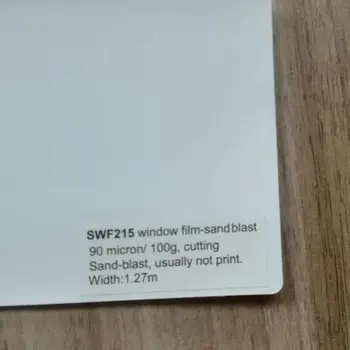 SWF215 window film-sandblast
90 micron/ 100g, cutting
Sand-blast, usually not print.
Width:1.27m